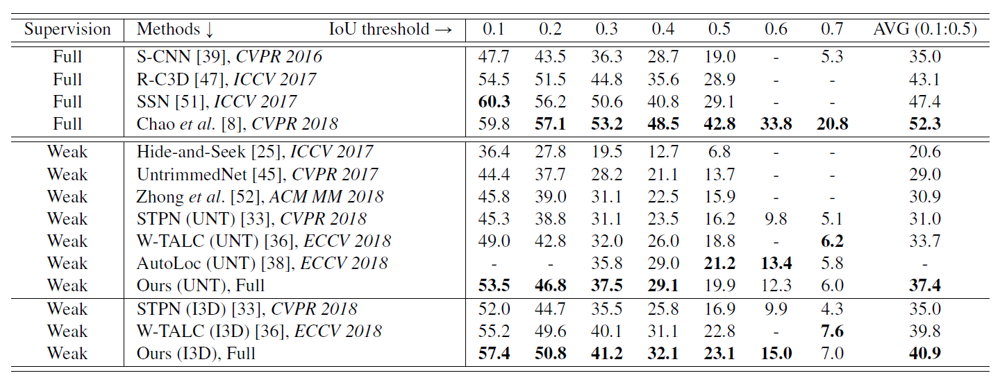 Supervision Methods ↓ IoU threshold → 0.1 0.2 0.3 0.4 0.5 0.6 0.7 AVG (0.1:0.5)
Full S-CNN [39], CVPR 2016 47.7 43.5 36.3 28.7 19.0 - 5.3 35.0
Full R-C3D [47], ICCV 2017 54.5 51.5 44.8 35.6 28.9 - - 43.1
Full SSN [51], ICCV 2017 60.3 56.2 50.6 40.8 29.1 - - 47.4
Full Chao et al. [8], CVPR 2018 59.8 57.1 53.2 48.5 42.8 33.8 20.8 52.3
Weak Hide-and-Seek [25], ICCV 2017 36.4 27.8 19.5 12.7 6.8 - - 20.6
Weak UntrimmedNet [45], CVPR 2017 44.4 37.7 28.2 21.1 13.7 - - 29.0
Weak Zhong et al. [52], ACM MM 2018 45.8 39.0 31.1 22.5 15.9 - - 30.9
Weak STPN (UNT) [33], CVPR 2018 45.3 38.8 31.1 23.5 16.2 9.8 5.1 31.0
Weak W-TALC (UNT) [36], ECCV 2018 49.0 42.8 32.0 26.0 18.8 - 6.2 33.7
Weak AutoLoc (UNT) [38], ECCV 2018 - - 35.8 29.0 21.2 13.4 5.8 -
Weak Ours (UNT), Full 53.5 46.8 37.5 29.1 19.9 12.3 6.0 37.4
Weak STPN (I3D) [33], CVPR 2018 52.0 44.7 35.5 25.8 16.9 9.9 4.3 35.0
Weak W-TALC (I3D) [36], ECCV 2018 55.2 49.6 40.1 31.1 22.8 - 7.6 39.8
Weak Ours (I3D), Full 57.4 50.8 41.2 32.1 23.1 15.0 7.0 40.9